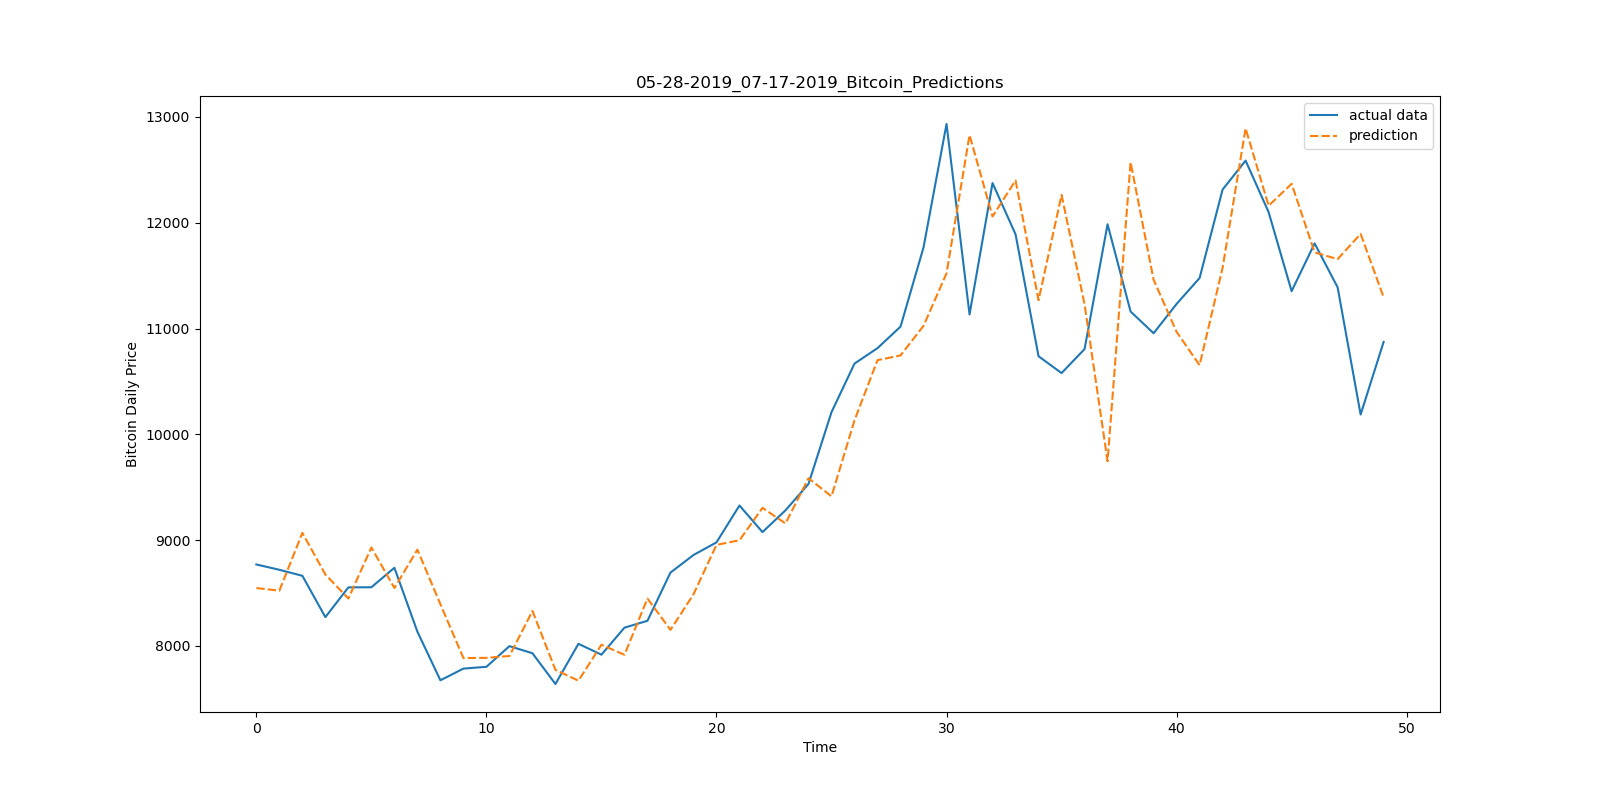 05-28-2019_07-17-2019_Bitcoin_Predictions
actual data
prediction
Bitcoin Daily Price
13000
12000
11000
10000
9000
8000
0 10 20 30 40 50
Time